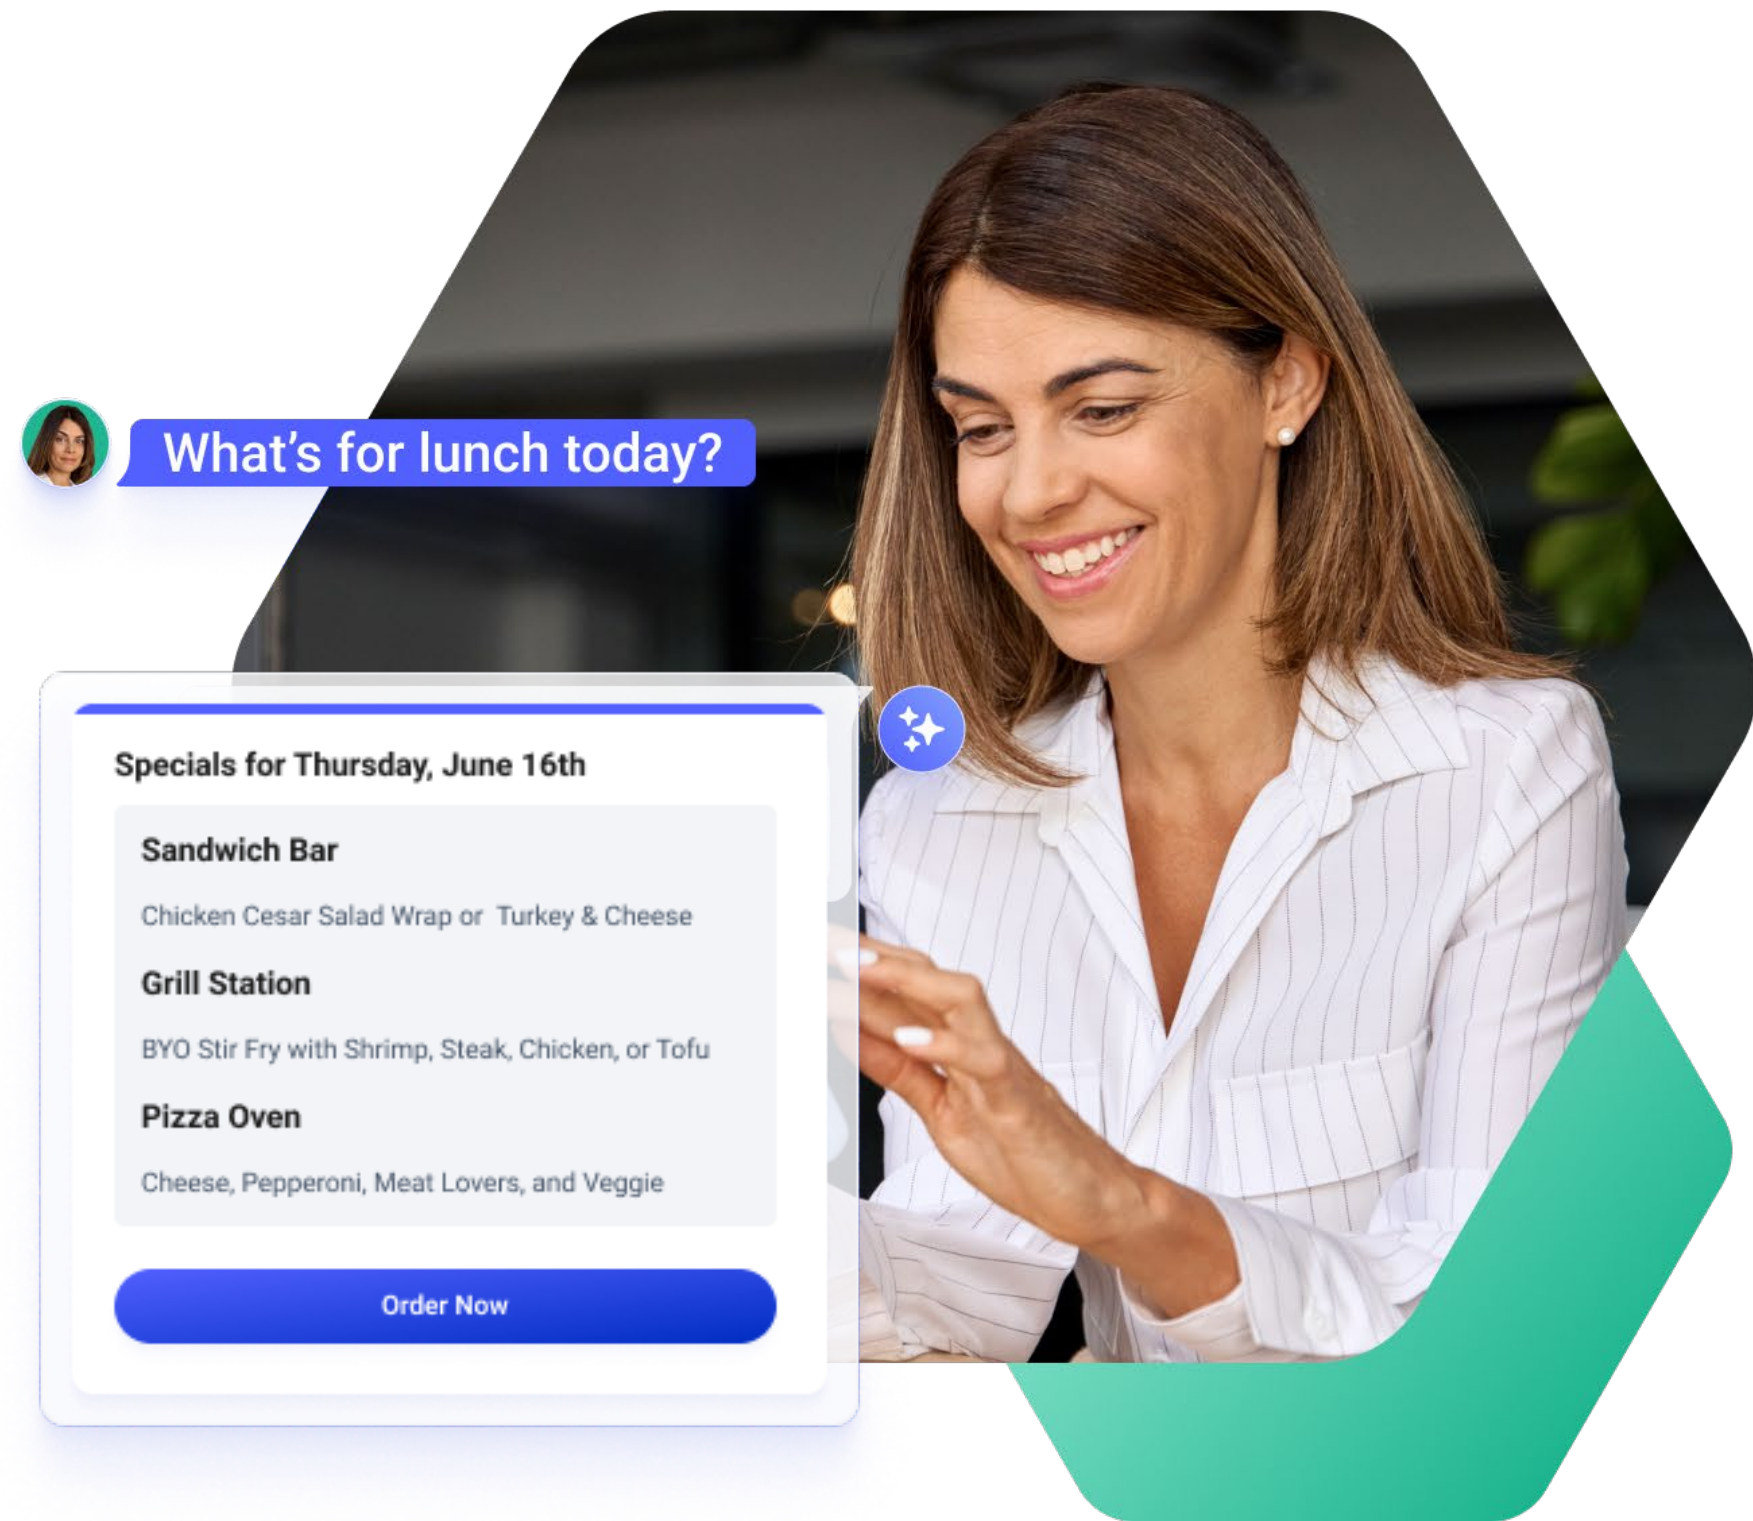 What’s for lunch today?
Specials for Thursday, June 16th
Sandwich Bar
Chicken Cesar Salad Wrap or Turkey & Cheese
Grill Station
BYO Stir Fry with Shrimp, Steak, Chicken, or Tofu
Pizza Oven
Cheese, Pepperoni, Meat Lovers, and Veggie
Order Now